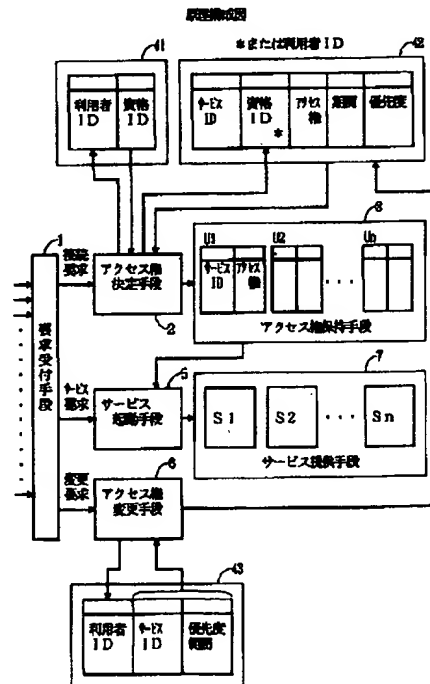 原理構成図
41
利用者
ID
資格
ID
*または利用者ID
42
サービス
ID
資格
ID
*
アクセス
権
期間
優先度
1
要求受付手段
接続
要求
アクセス権
決定手段
2
サービス
要求
5
サービス
起動手段
変更
要求
6
アクセス権
変更手段
U1
U2
Un
サービス
ID
アクセス
権
アクセス権保持手段
7
S1
S2
Sn
サービス提供手段
43
利用者
ID
サービス
ID
優先度
範囲